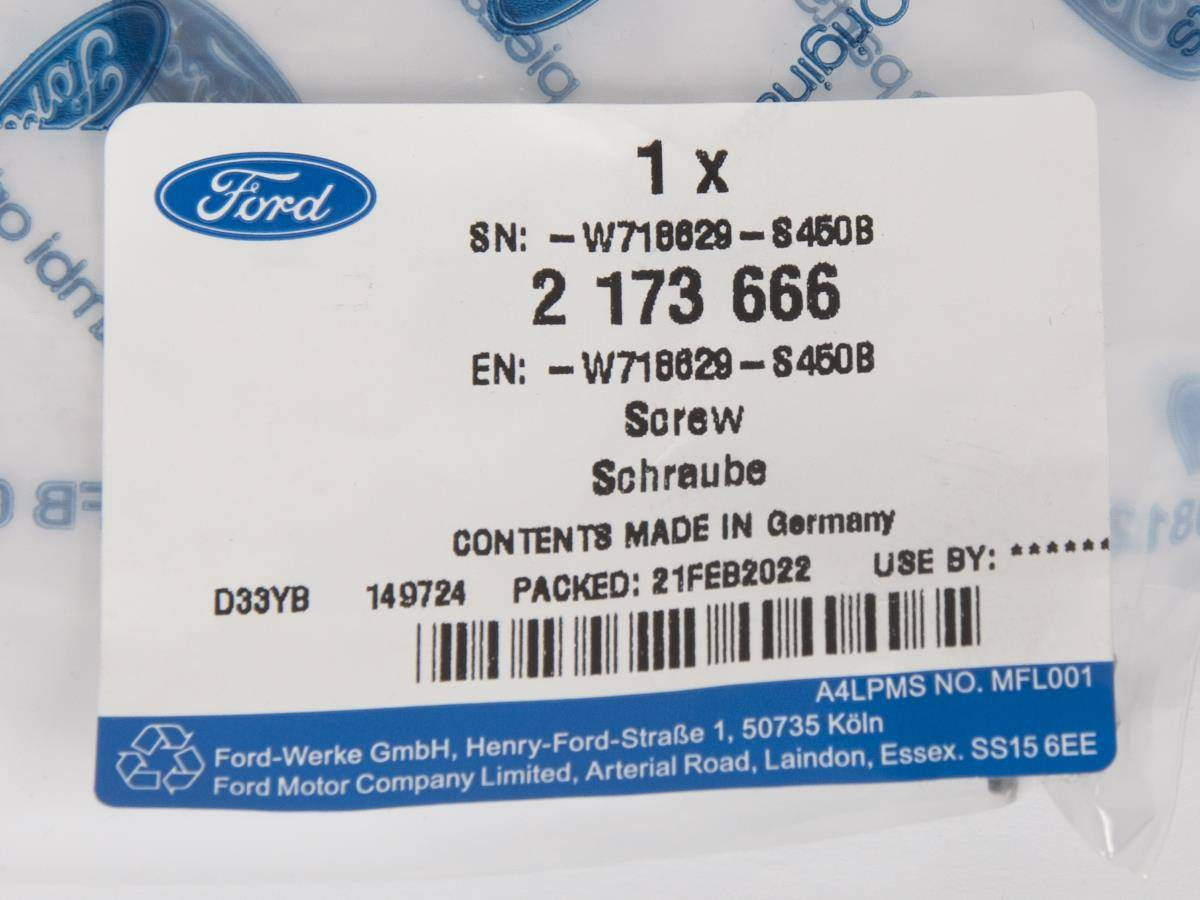 Ford
1 x
SN: -W718629-S450B
2 173 666
EN: -W718629-S450B
Screw
Schraube
CONTENTS MADE IN Germany
D33YB 149724 PACKED: 21FEB2022 USE BY: ******
A4LPMS NO. MFL001
Ford-Werke GmbH, Henry-Ford-Straße 1, 50735 Köln
Ford Motor Company Limited, Arterial Road, Laindon, Essex. SS15 6EE